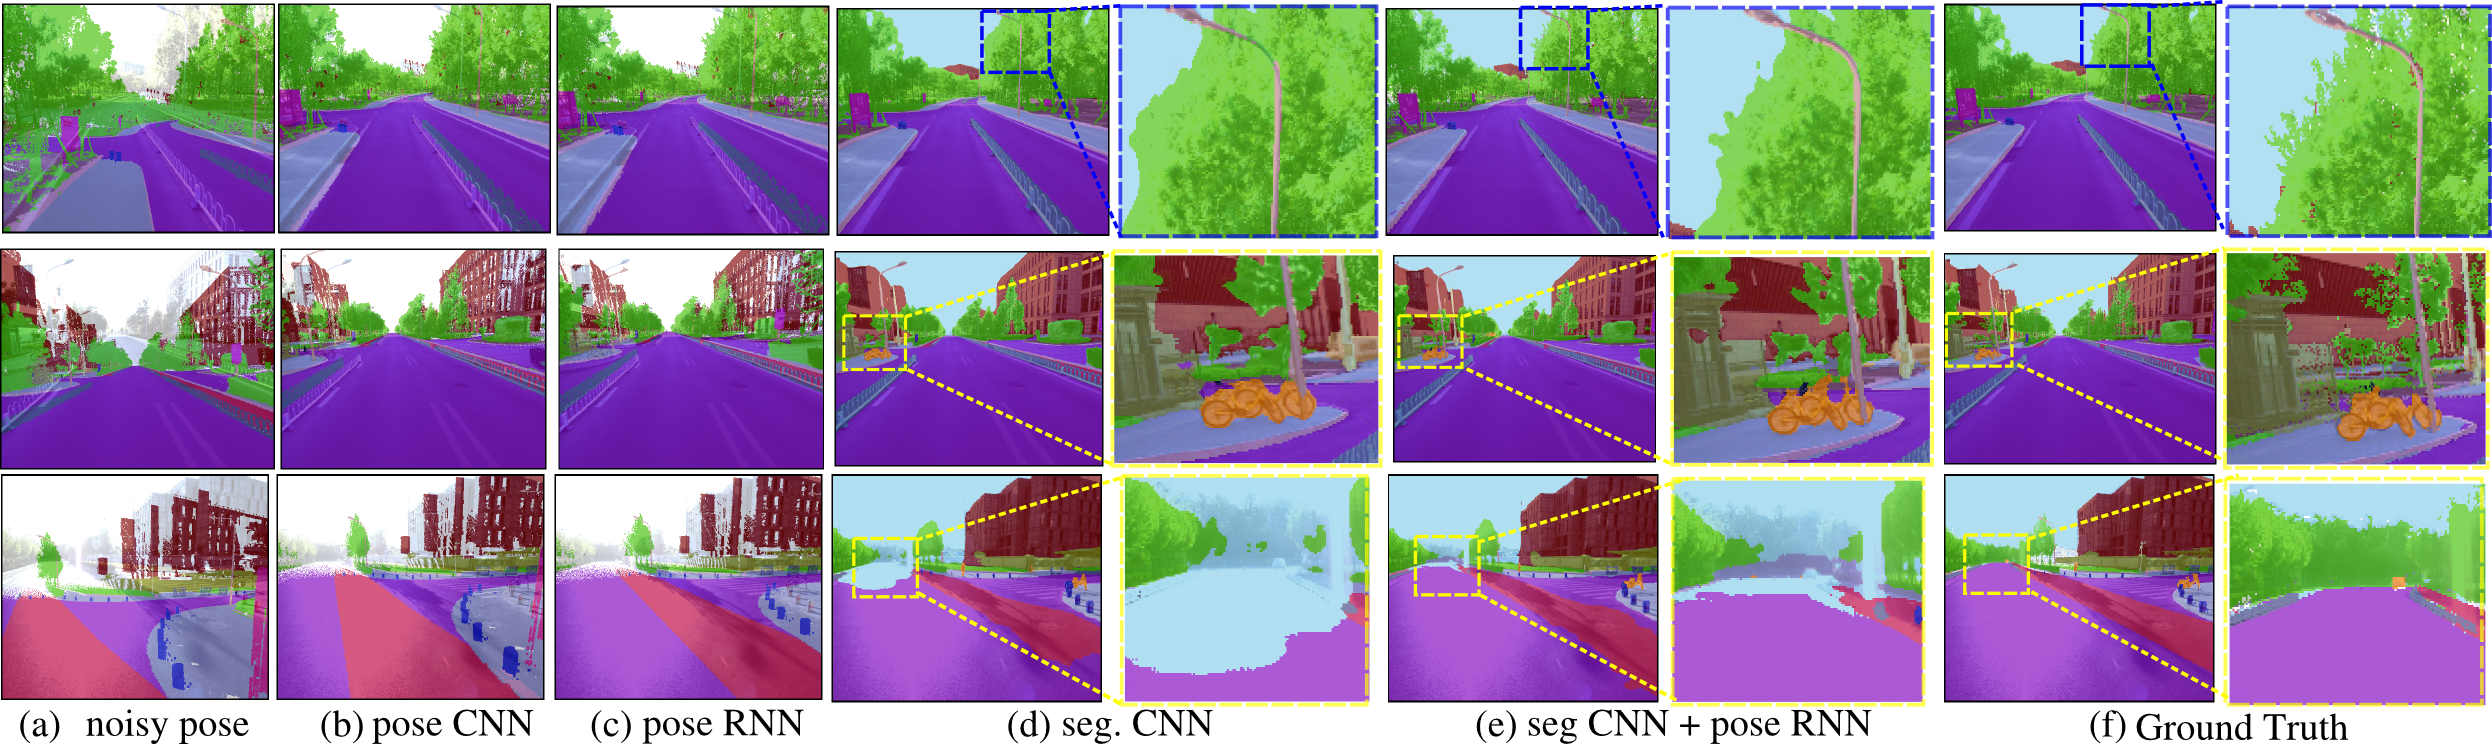 (a) noisy pose (b) pose CNN (c) pose RNN (d) seg. CNN (e) seg CNN + pose RNN (f) Ground Truth